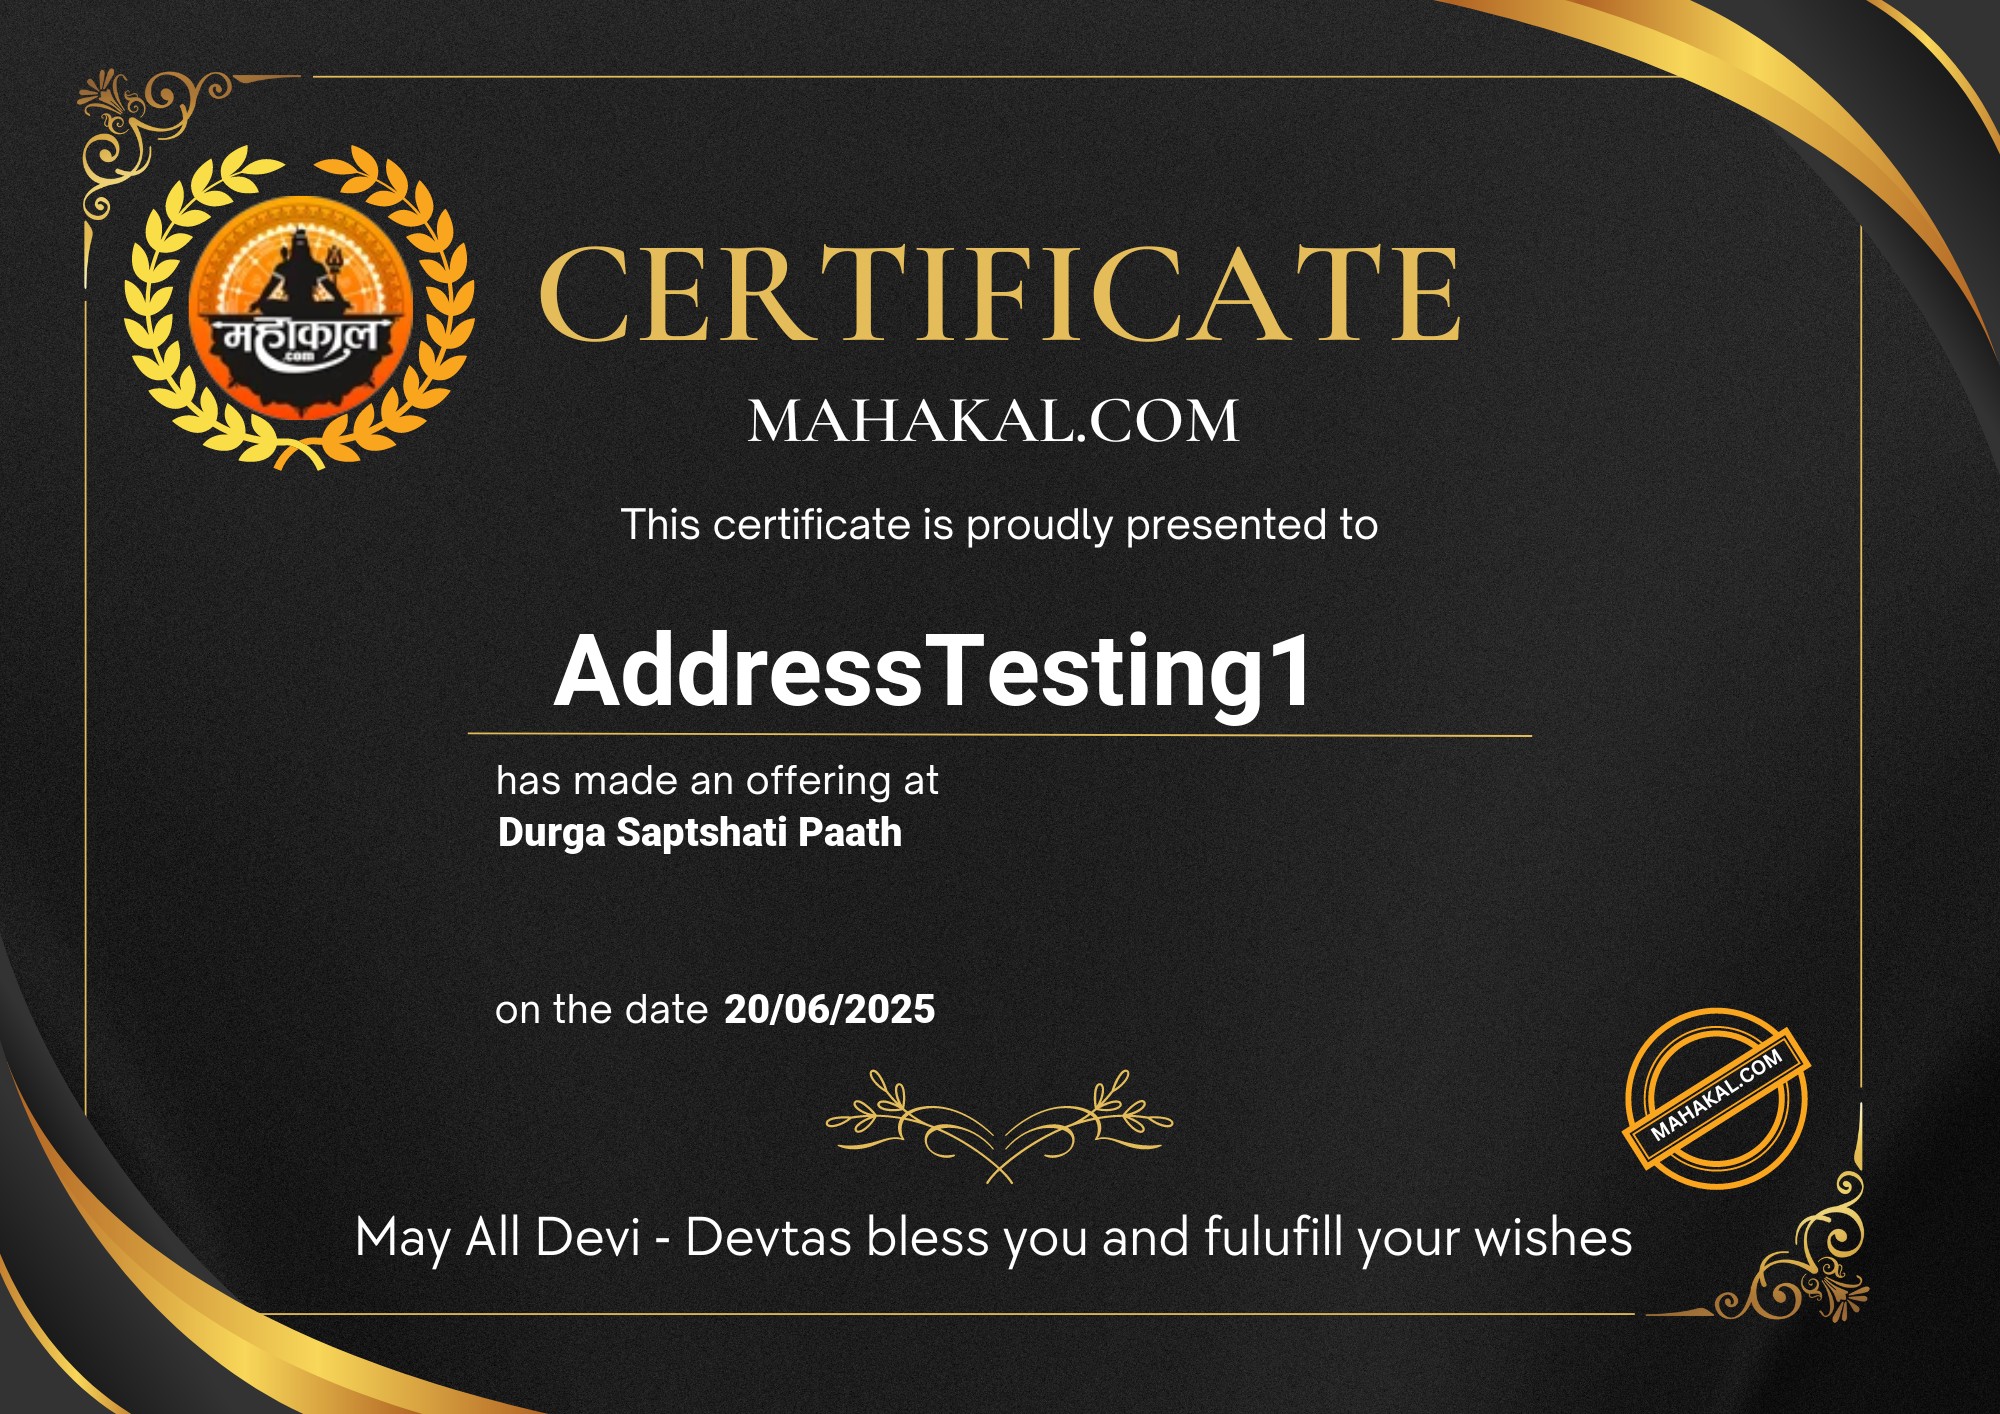 महाकाल
.com
CERTIFICATE
MAHAKAL.COM
This certificate is proudly presented to
AddressTesting1
has made an offering at
Durga Saptshati Paath
on the date 20/06/2025
MAHAKAL.COM
May All Devi - Devtas bless you and fulufill your wishes